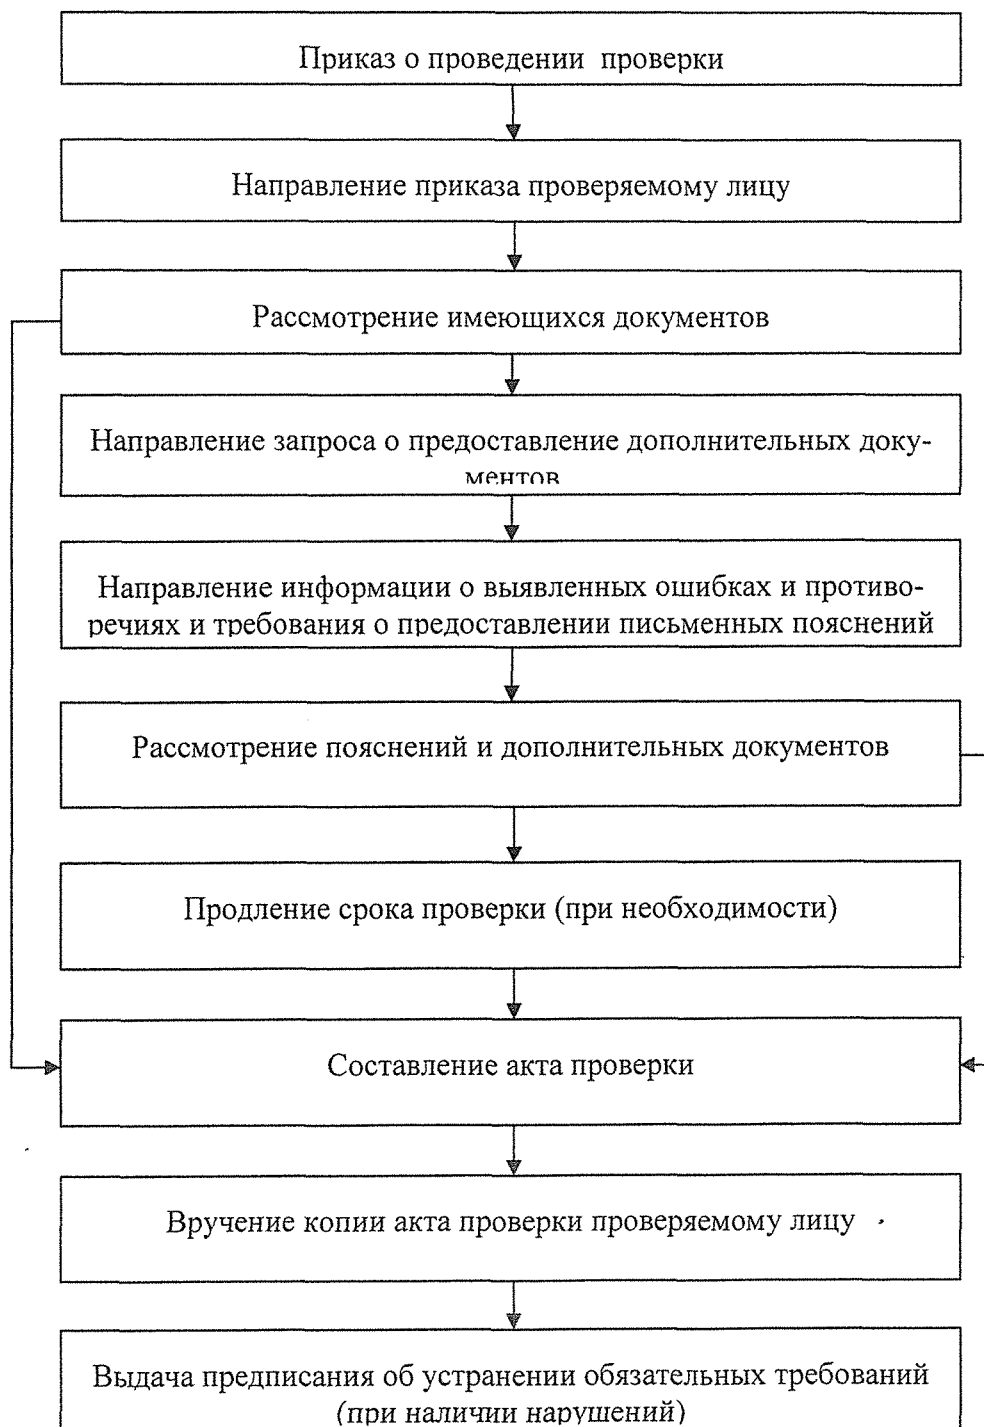 Приказ о проведении проверки
Направление приказа проверяемому лицу
Рассмотрение имеющихся документов
Направление запроса о предоставление дополнительных доку-
ментов
Направление информации о выявленных ошибках и противо-
речиях и требования о предоставлении письменных пояснений
Рассмотрение пояснений и дополнительных документов
Продление срока проверки (при необходимости)
Составление акта проверки
Вручение копии акта проверки проверяемому лицу
Выдача предписания об устранении обязательных требований
(при наличии нарушений)